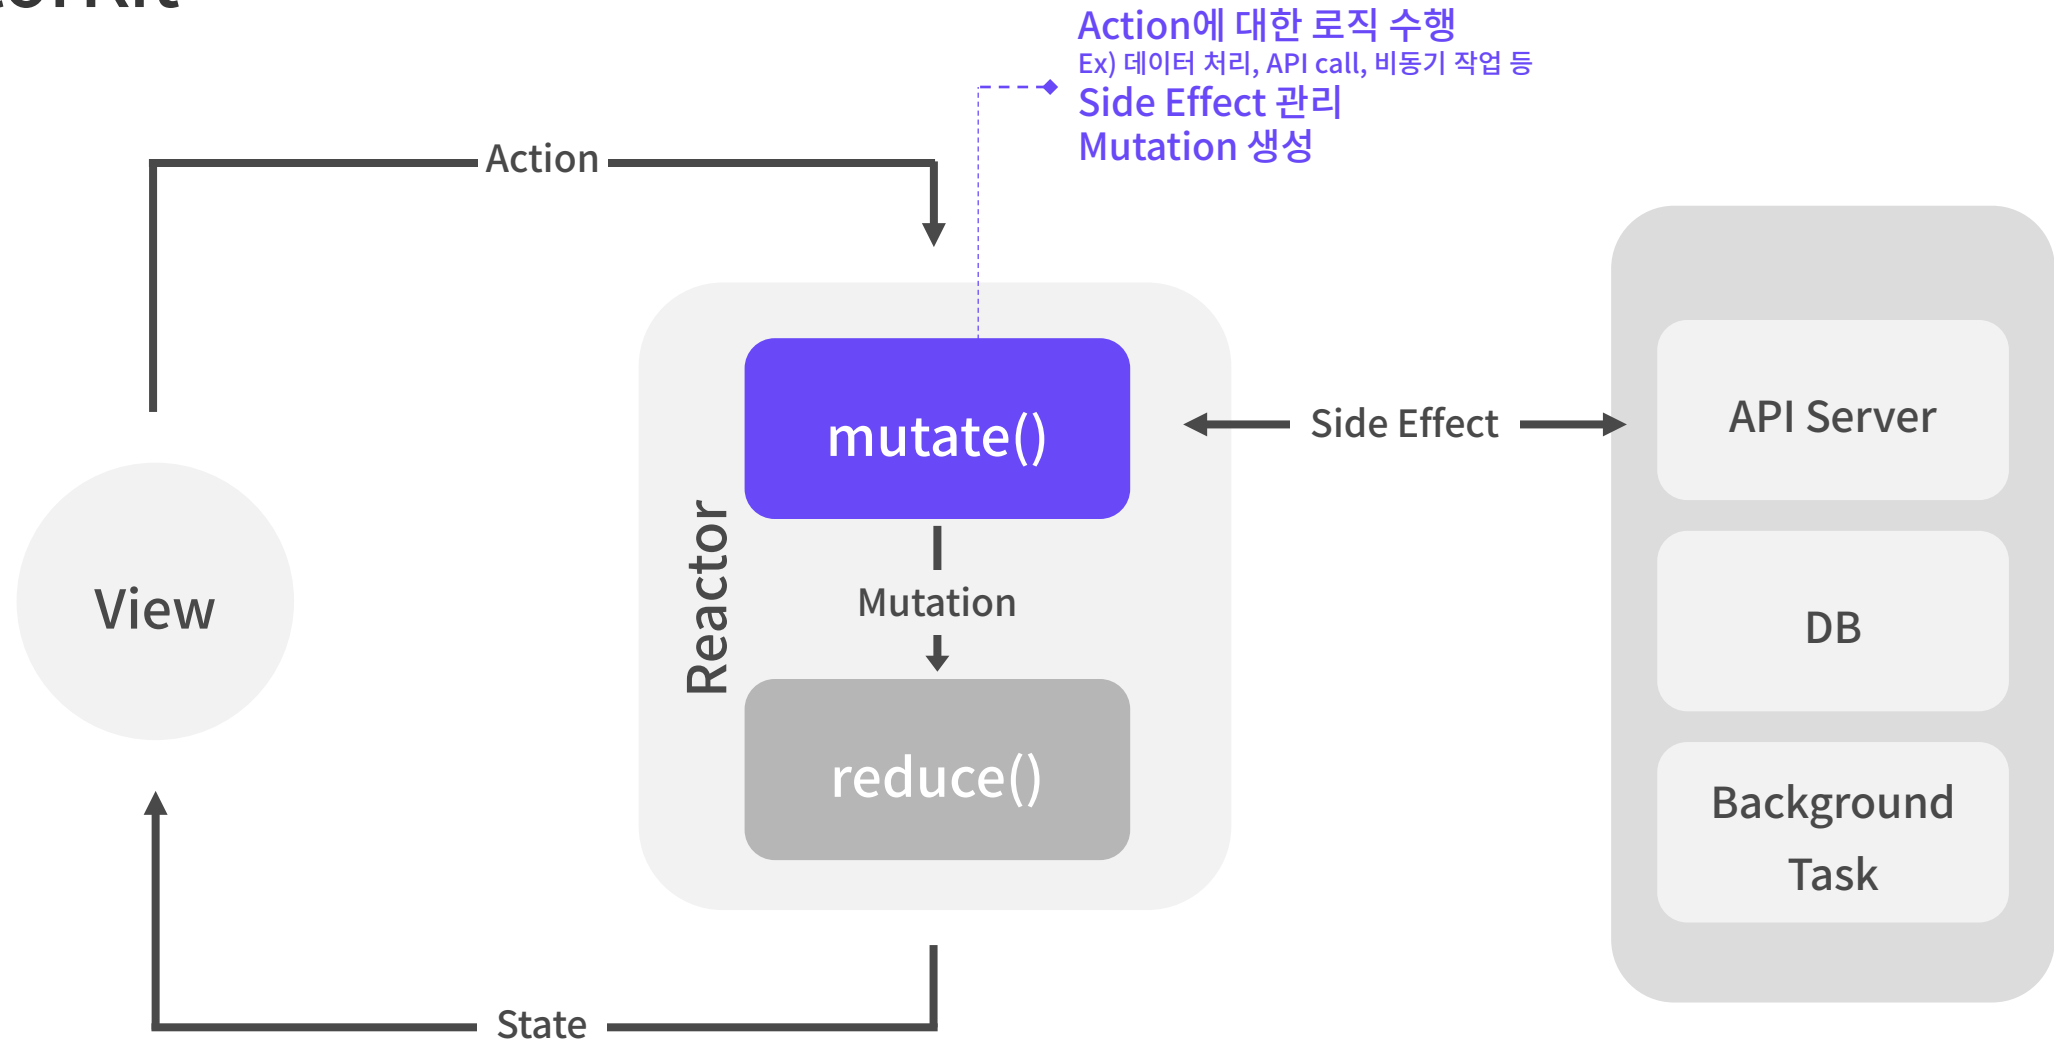 Action에 대한 로직 수행
Ex) 데이터 처리, API call, 비동기 작업 등
Side Effect 관리
Mutation 생성
Action
mutate()
Side Effect
API Server
Reactor
Mutation
View
DB
reduce()
Background
Task
State